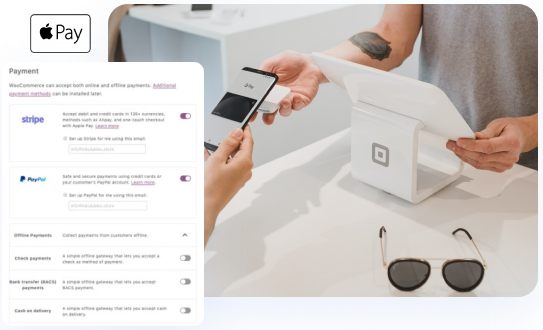 Pay
Payment
WooCommerce can accept both online and offline payments. Additional
payment methods can be installed later.
stripe
Accept debit and credit cards in 135+ currencies,
methods such as Alipay, and one-touch checkout
with Apple Pay. Learn more.
Set up Stripe for me using this email:
PayPal
Safe and secure payments using credit cards or
your customer's PayPal account. Learn more.
Set up PayPal for me using this email:
Offline Payments
Collect payments from customers offline.
Check payments
A simple offline gateway that lets you accept a
check as method of payment.
Bank transfer (BACS)
payments
A simple offline gateway that lets you accept
BACS payment.
Cash on delivery
A simple offline gateway that lets you accept cash
on delivery.
Pay